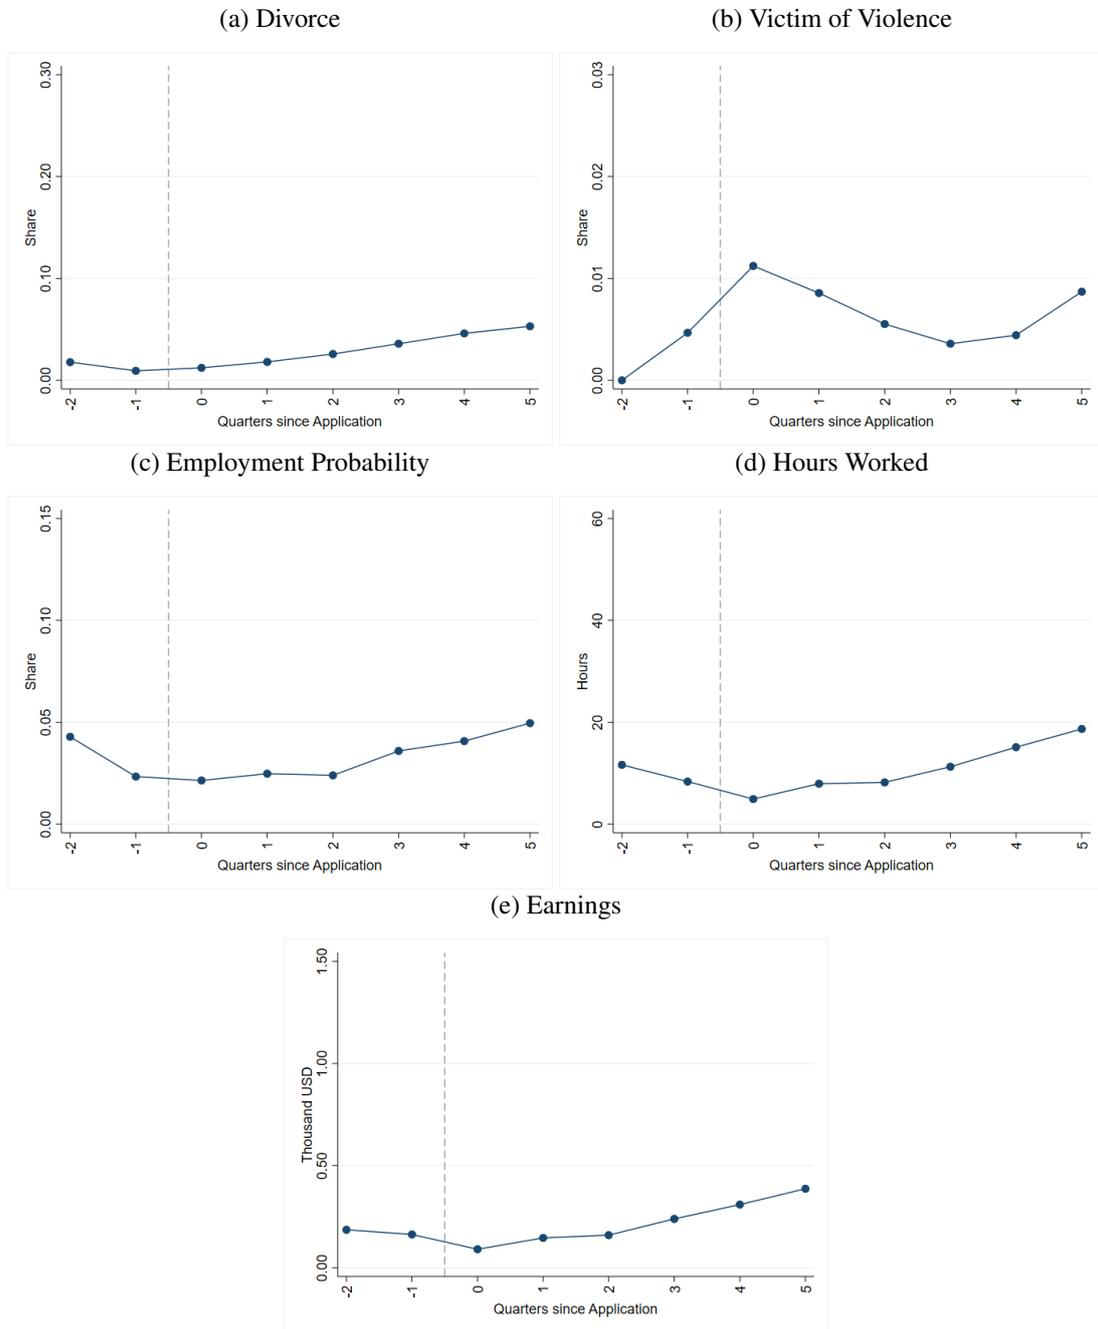 (a) Divorce
0.30
0.20
0.10
0.00
Share
-2 -1 0 1 2 3 4 5
Quarters since Application
(b) Victim of Violence
0.03
0.02
0.01
0.00
Share
-2 -1 0 1 2 3 4 5
Quarters since Application
(c) Employment Probability
0.15
0.10
0.05
0.00
Share
-2 -1 0 1 2 3 4 5
Quarters since Application
(d) Hours Worked
60
40
20
0
Hours
-2 -1 0 1 2 3 4 5
Quarters since Application
(e) Earnings
1.50
1.00
0.50
0.00
Thousand USD
-2 -1 0 1 2 3 4 5
Quarters since Application